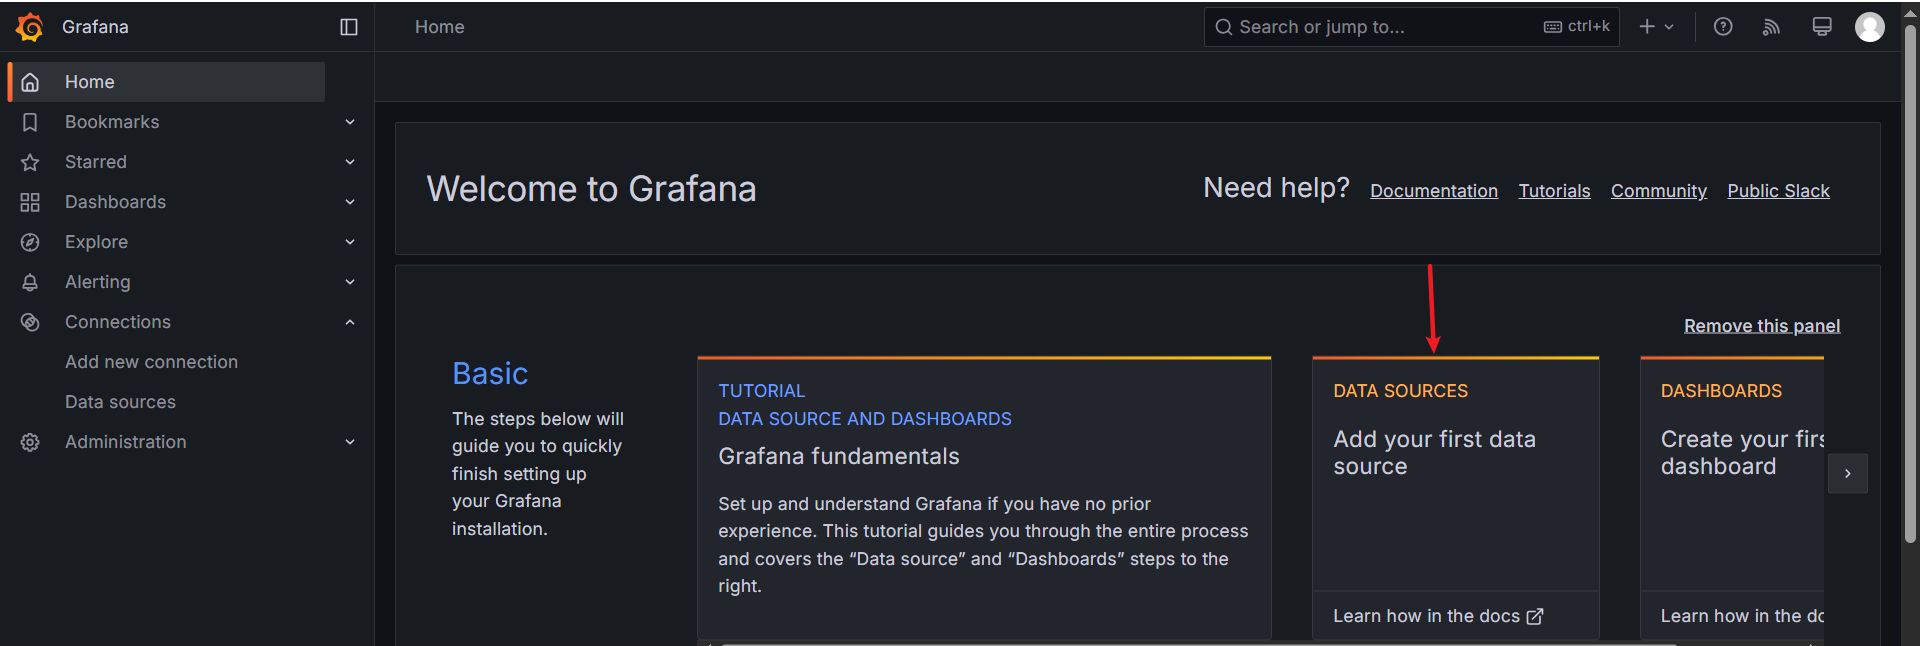 Grafana
Home
Search or jump to...
ctrl+k
Home
Bookmarks
Starred
Dashboards
Explore
Alerting
Connections
Add new connection
Data sources
Administration
Welcome to Grafana
Need help?
Documentation
Tutorials
Community
Public Slack
Remove this panel
Basic
The steps below will
guide you to quickly
finish setting up
your Grafana
installation.
TUTORIAL
DATA SOURCE AND DASHBOARDS
Grafana fundamentals
Set up and understand Grafana if you have no prior
experience. This tutorial guides you through the entire process
and covers the “Data source” and “Dashboards” steps to the
right.
DATA SOURCES
Add your first data
source
Learn how in the docs
DASHBOARDS
Create your firs
dashboard
Learn how in the do